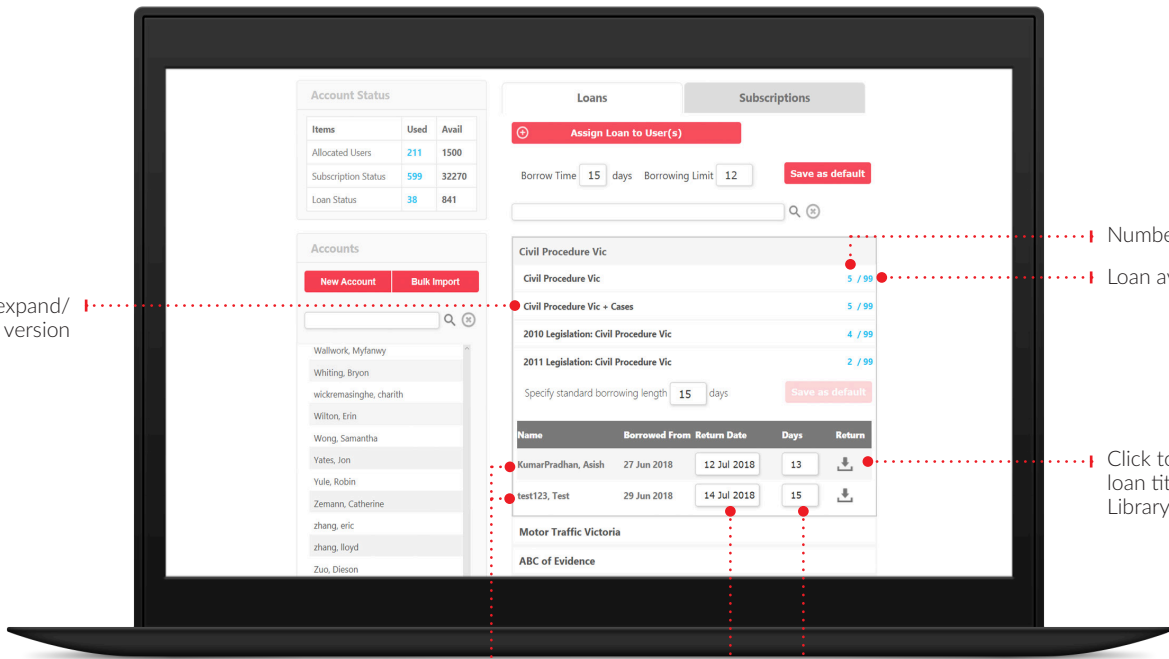 Account Status
Items Used Avail
Allocated Users 211 1500
Subscription Status 599 32270
Loan Status 38 841
Accounts
New Account Bulk Import
Wallwork, Myfanwy
Whiting, Bryon
wickremasinghe, charith
Wilton, Erin
Wong, Samantha
Yates, Jon
Yule, Robin
Zemann, Catherine
zhang, eric
zhang, lloyd
Zuo, Dieson
Loans Subscriptions
Assign Loan to User(s)
Borrow Time 15 days Borrowing Limit 12 Save as default
Civil Procedure Vic
Civil Procedure Vic 5 / 99
Civil Procedure Vic + Cases 5 / 99
2010 Legislation: Civil Procedure Vic 4 / 99
2011 Legislation: Civil Procedure Vic 2 / 99
Specify standard borrowing length 15 days Save as default
Name Borrowed From Return Date Days Return
KumarPradhan, Asish 27 Jun 2018 12 Jul 2018 13
test123, Test 29 Jun 2018 14 Jul 2018 15
Motor Traffic Victoria
ABC of Evidence
expand/
version
Numbe
Loan av
Click to
loan tit
Library